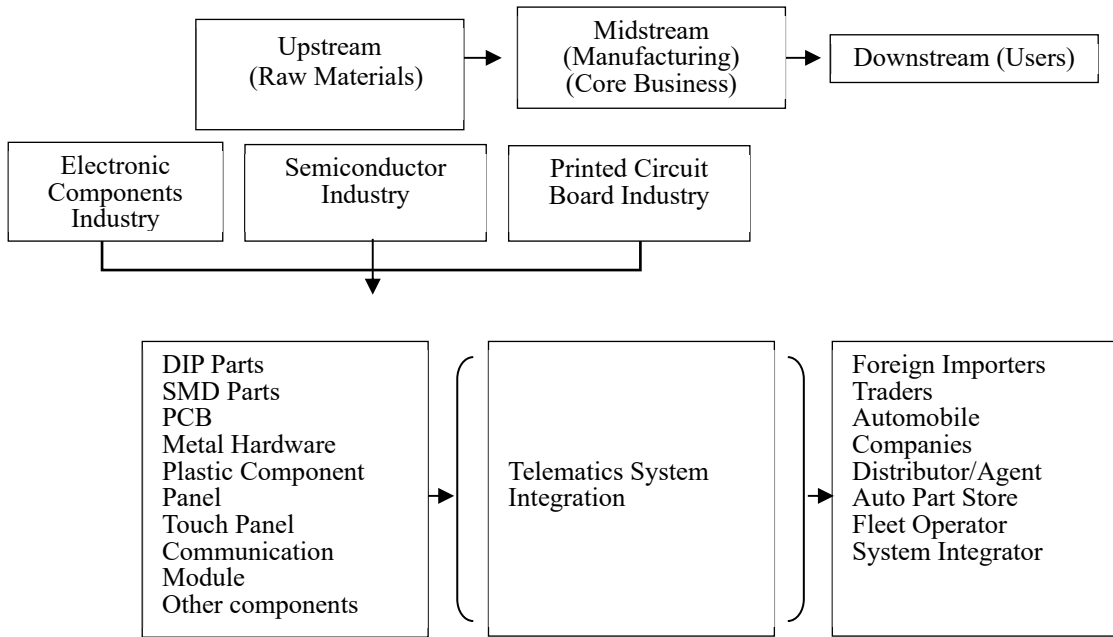 Upstream
(Raw Materials)
Midstream
(Manufacturing)
(Core Business)
Downstream (Users)
Electronic
Components
Industry
Semiconductor
Industry
Printed Circuit
Board Industry
DIP Parts
SMD Parts
PCB
Metal Hardware
Plastic Component
Panel
Touch Panel
Communication
Module
Other components
Telematics System
Integration
Foreign Importers
Traders
Automobile
Companies
Distributor/Agent
Auto Part Store
Fleet Operator
System Integrator